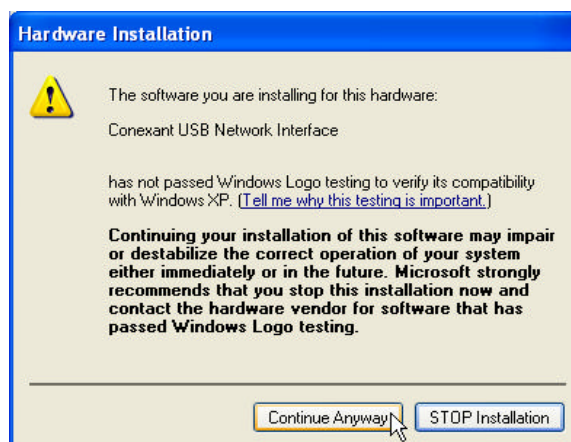 Hardware Installation
The software you are installing for this hardware:
Conexant USB Network Interface
has not passed Windows Logo testing to verify its compatibility
with Windows XP. (Tell me why this testing is important.)
Continuing your installation of this software may impair
or destabilize the correct operation of your system
either immediately or in the future. Microsoft strongly
recommends that you stop this installation now and
contact the hardware vendor for software that has
passed Windows Logo testing.
Continue Anyway STOP Installation